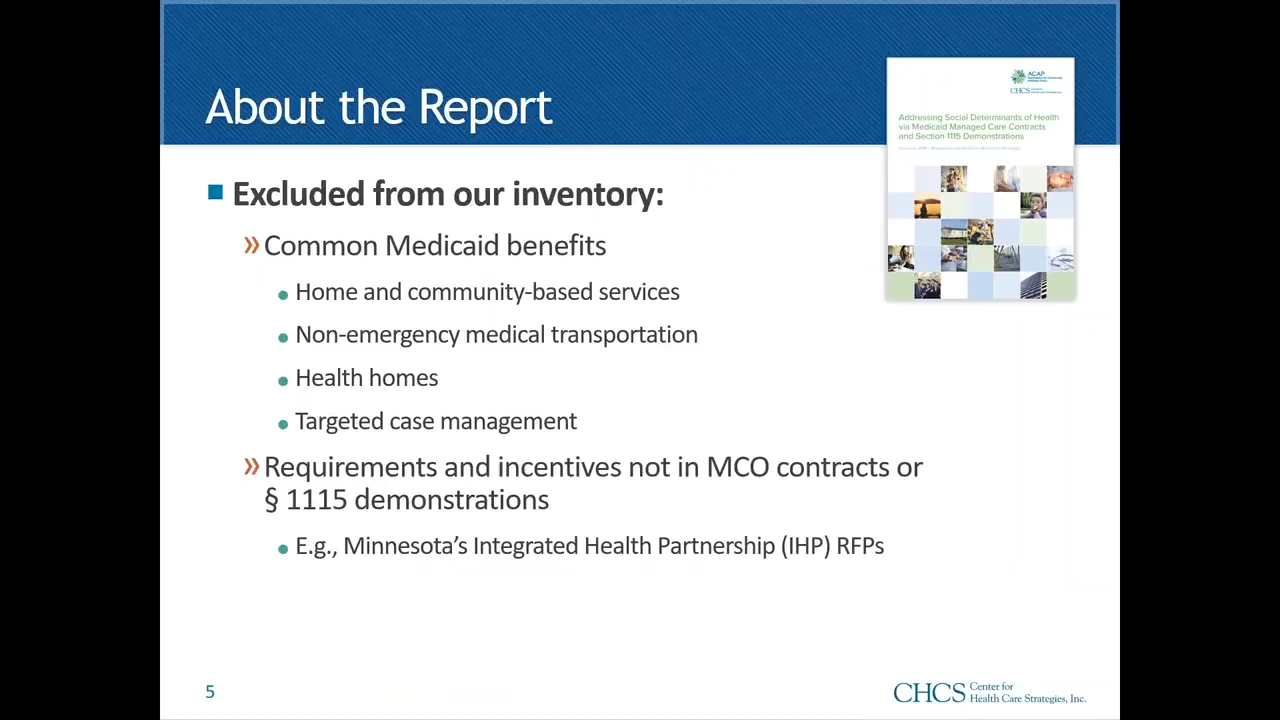 About the Report
ACAP
CHCS
Addressing Social Determinants of Health
via Medicaid Managed Care Contracts
and Section 1115 Demonstrations
Excluded from our inventory:
» Common Medicaid benefits
• Home and community-based services
• Non-emergency medical transportation
• Health homes
• Targeted case management
» Requirements and incentives not in MCO contracts or
§ 1115 demonstrations
• E.g., Minnesota’s Integrated Health Partnership (IHP) RFPs
5
CHCS Center for
Health Care Strategies, Inc.